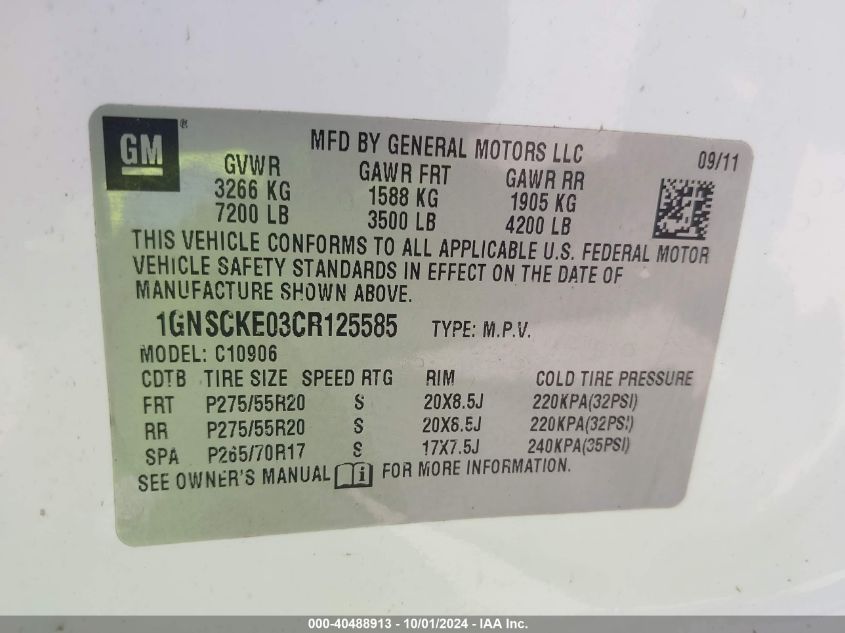 GM ® MFD BY GENERAL MOTORS LLC 09/11
GVWR GAWR FRT GAWR RR
3266 KG 1588 KG 1905 KG
7200 LB 3500 LB 4200 LB
THIS VEHICLE CONFORMS TO ALL APPLICABLE U.S. FEDERAL MOTOR
VEHICLE SAFETY STANDARDS IN EFFECT ON THE DATE OF
MANUFACTURE SHOWN ABOVE.
1GNSCKE03CR125585 TYPE: M.P.V.
MODEL: C10906
CDTB TIRE SIZE SPEED RTG RIM COLD TIRE PRESSURE
FRT P275/55R20 S 20X8.5J 220KPA(32PSI)
RR P275/55R20 S 20X8.5J 220KPA(32PSI)
SPA P265/70R17 S 17X7.5J 240KPA(35PSI)
SEE OWNER'S MANUAL i FOR MORE INFORMATION.
000-40488913 - 10/01/2024 - IAA Inc.